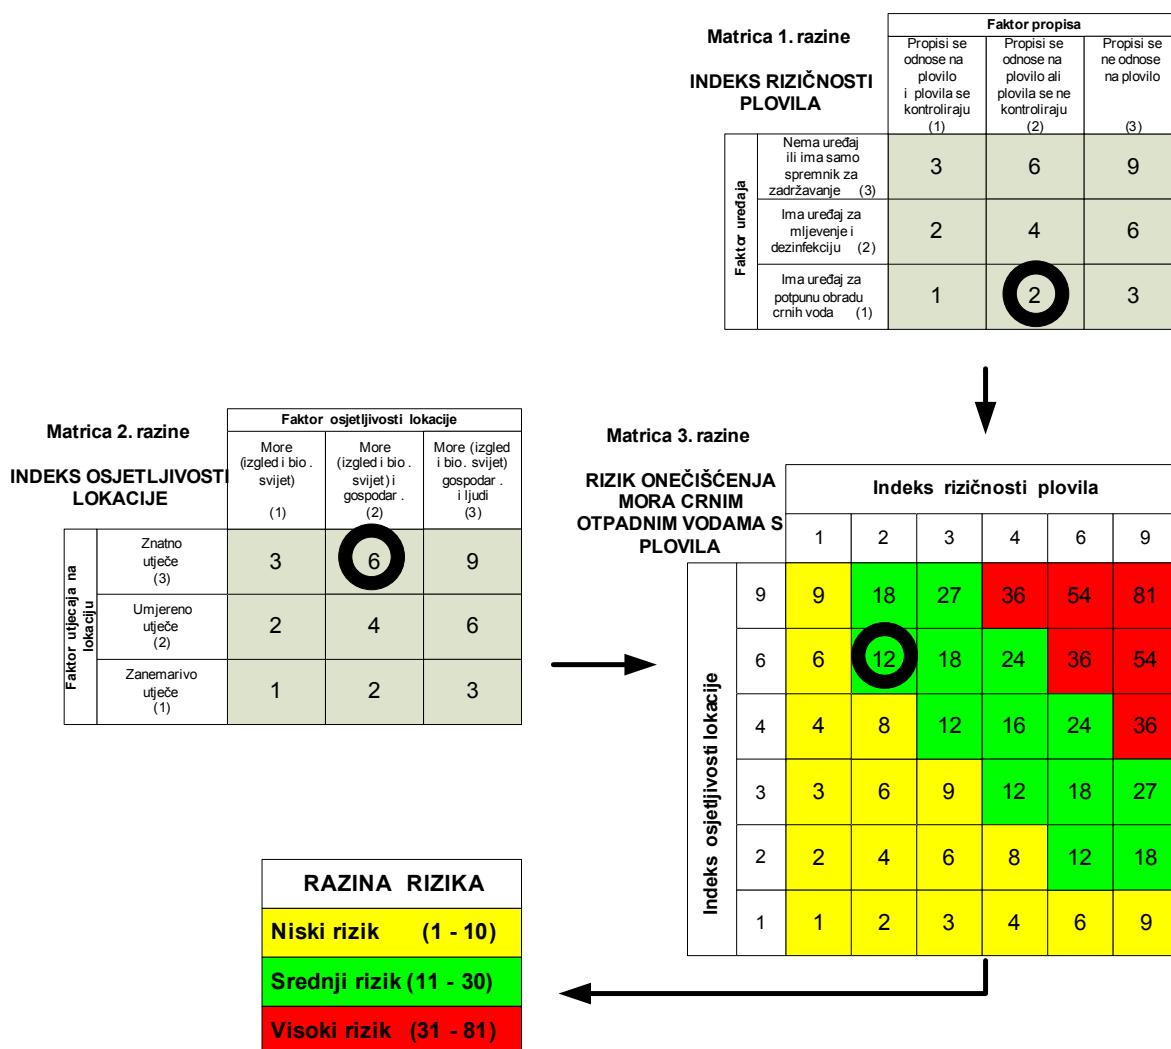 Matrica 1. razine
INDEKS RIZIČNOSTI
PLOVILA
Faktor propisa
Propisi se
odnose na
plovilo
i plovila se
kontroliraju
(1)
Propisi se
odnose na
plovilo ali
plovila se ne
kontroliraju
(2)
Propisi se
ne odnose
na plovilo
(3)
Faktor uređaja
Nema uređaj
ili ima samo
spremnik za
zadržavanje (3)
3 6 9
Ima uređaj za
mljevenje i
dezinfekciju (2)
2 4 6
Ima uređaj za
potpunu obradu
crnih voda (1)
1 2 3
Matrica 2. razine
INDEKS OSJETLJIVOSTI
LOKACIJE
Faktor osjetljivosti lokacije
More
(izgled i bio .
svijet)
(1)
More
(izgled i bio .
svijet) i
gospodar .
(2)
More (izgled
i bio. svijet)
gospodar .
i ljudi
(3)
Faktor utjecaja na
lokaciju
Znatno
utječe
(3)
3 6 9
Umjereno
utječe
(2)
2 4 6
Zanemarivo
utječe
(1)
1 2 3
Matrica 3. razine
RIZIK ONEČIŠĆENJA
MORA CRNIM
OTPADNIM VODAMA S
PLOVILA
Indeks rizičnosti plovila
1 2 3 4 6 9
Indeks osjetljivosti lokacije
9 9 18 27 36 54 81
6 6 12 18 24 36 54
4 4 8 12 16 24 36
3 3 6 9 12 18 27
2 2 4 6 8 12 18
1 1 2 3 4 6 9
RAZINA RIZIKA
Niski rizik (1 - 10)
Srednji rizik (11 - 30)
Visoki rizik (31 - 81)